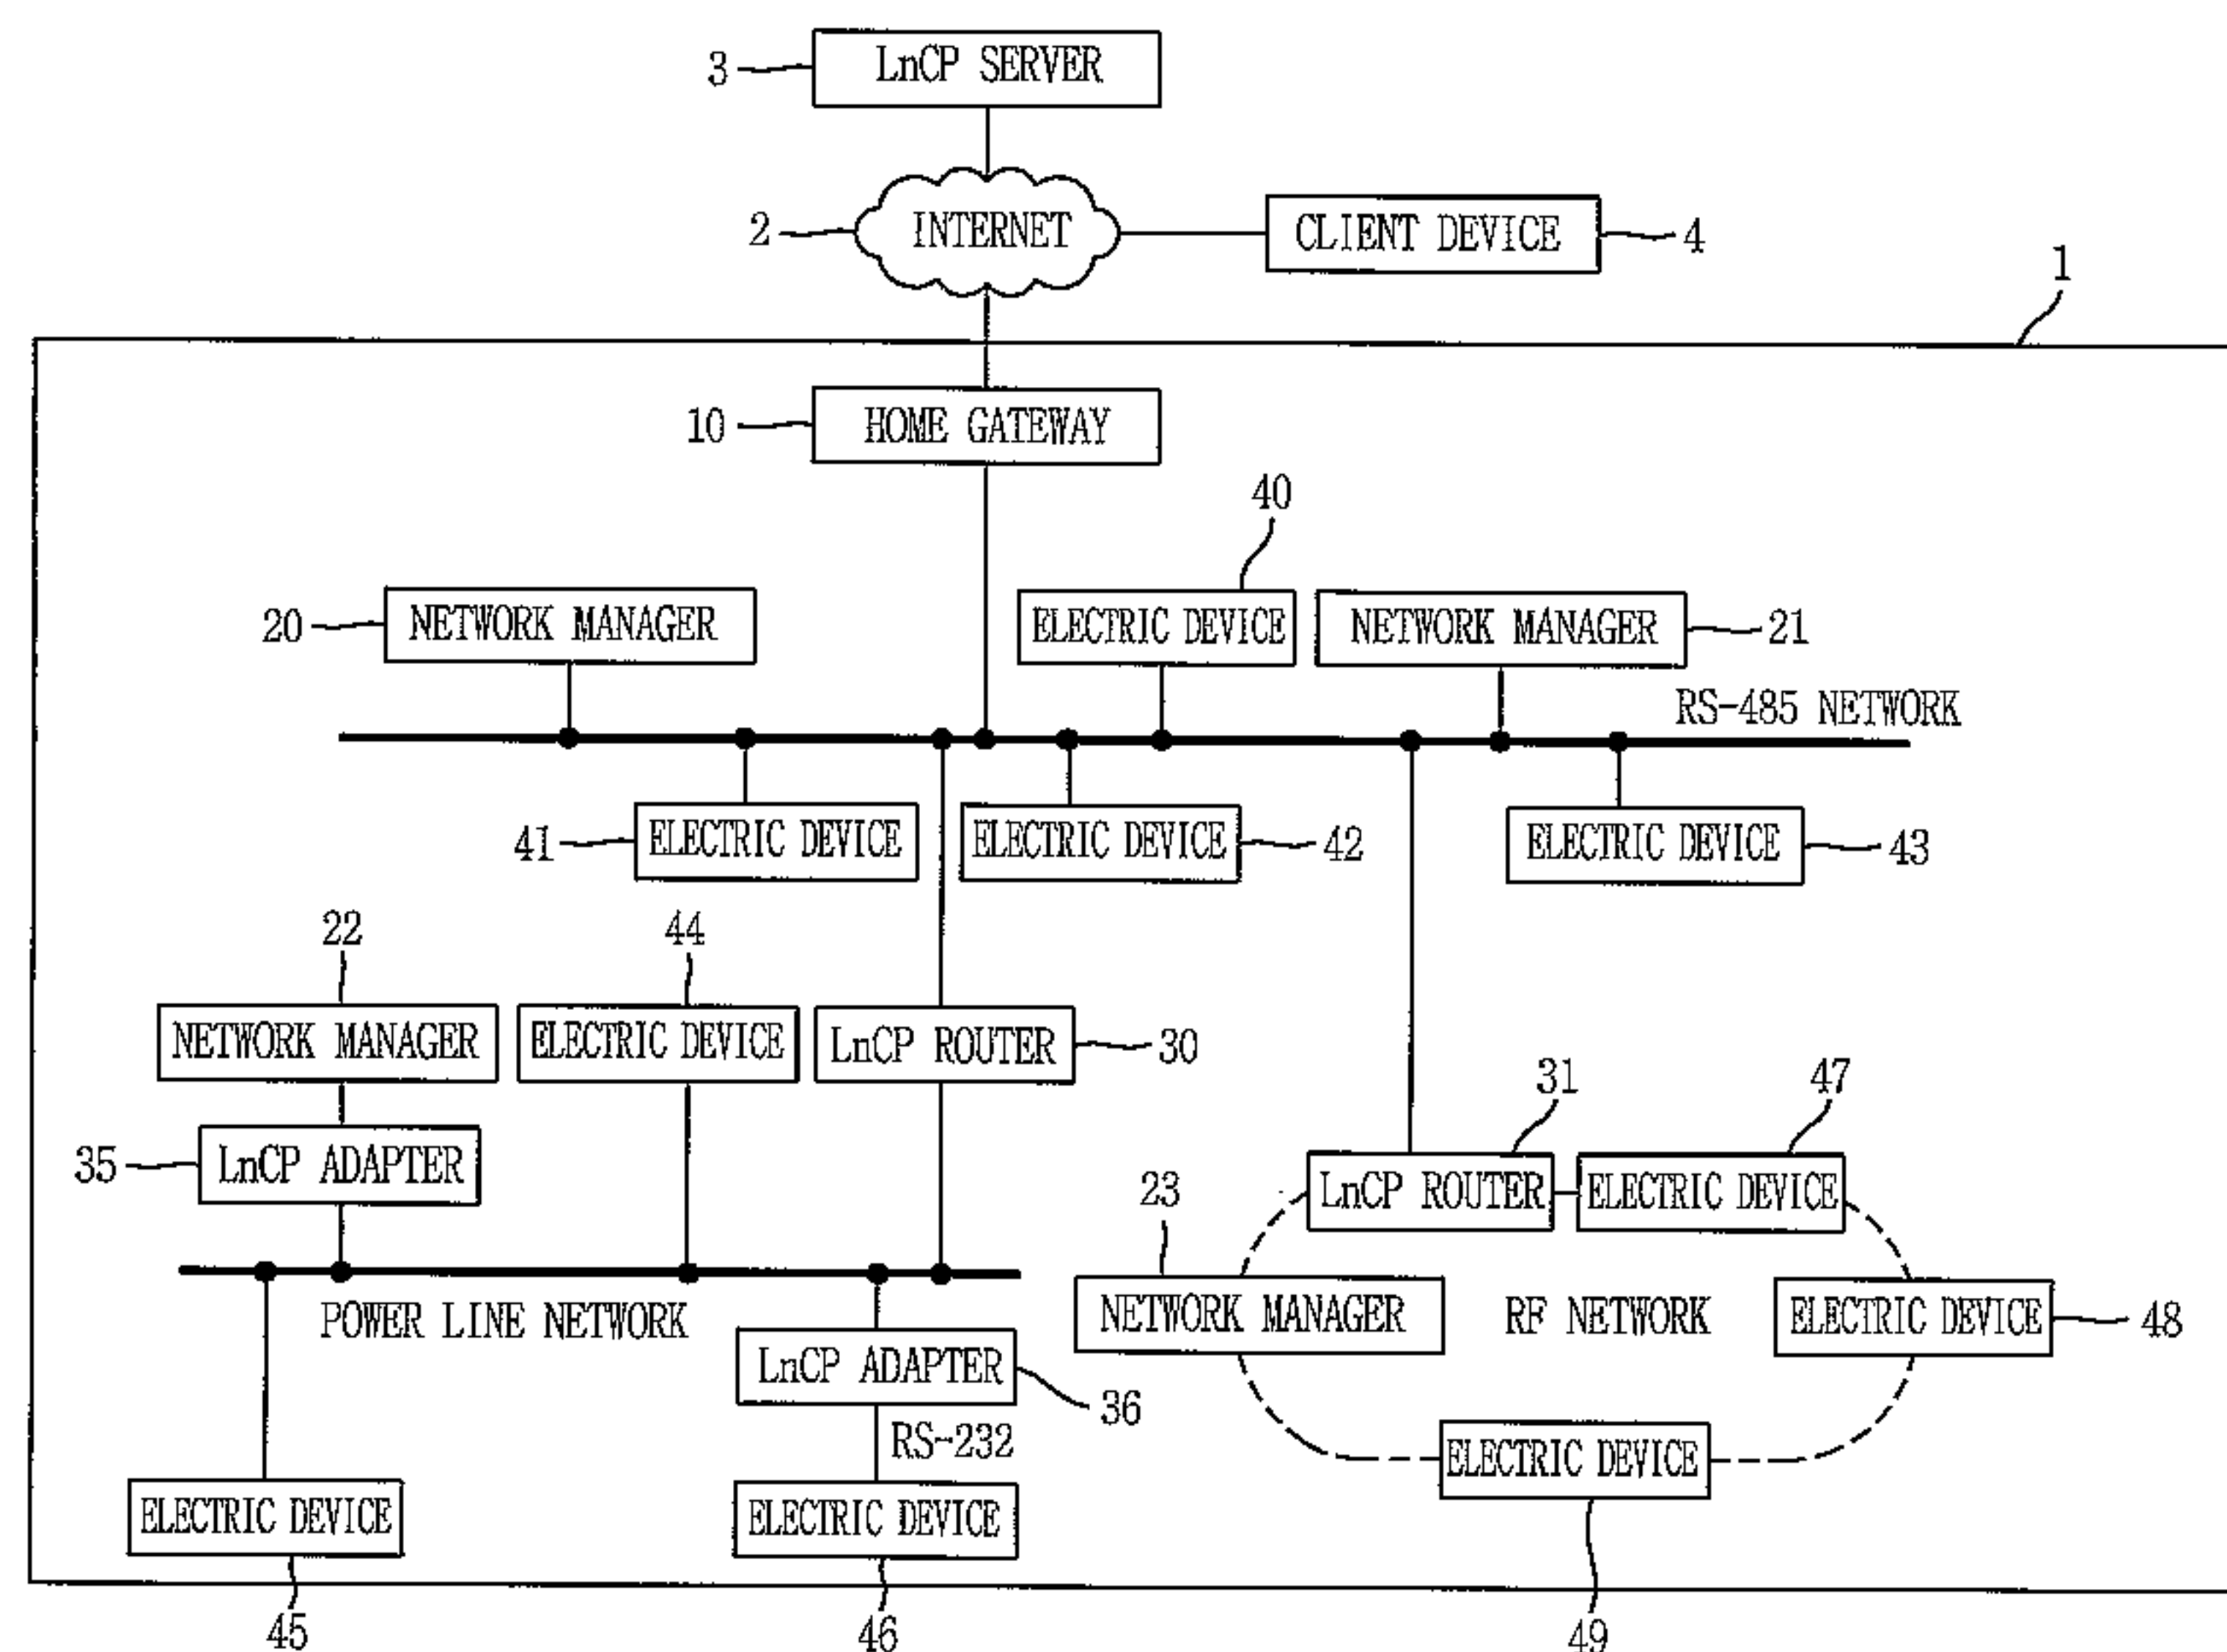 3 LnCP SERVER
2 INTERNET CLIENT DEVICE 4
1
10 HOME GATEWAY
40
20 NETWORK MANAGER ELECTRIC DEVICE NETWORK MANAGER 21
RS-485 NETWORK
41 ELECTRIC DEVICE ELECTRIC DEVICE 42 ELECTRIC DEVICE 43
22 44
NETWORK MANAGER ELECTRIC DEVICE LnCP ROUTER 30
31 47
35 LnCP ADAPTER 23 LnCP ROUTER ELECTRIC DEVICE
POWER LINE NETWORK NETWORK MANAGER RF NETWORK ELECTRIC DEVICE 48
LnCP ADAPTER 36
RS-232 ELECTRIC DEVICE
ELECTRIC DEVICE ELECTRIC DEVICE
45 46 49